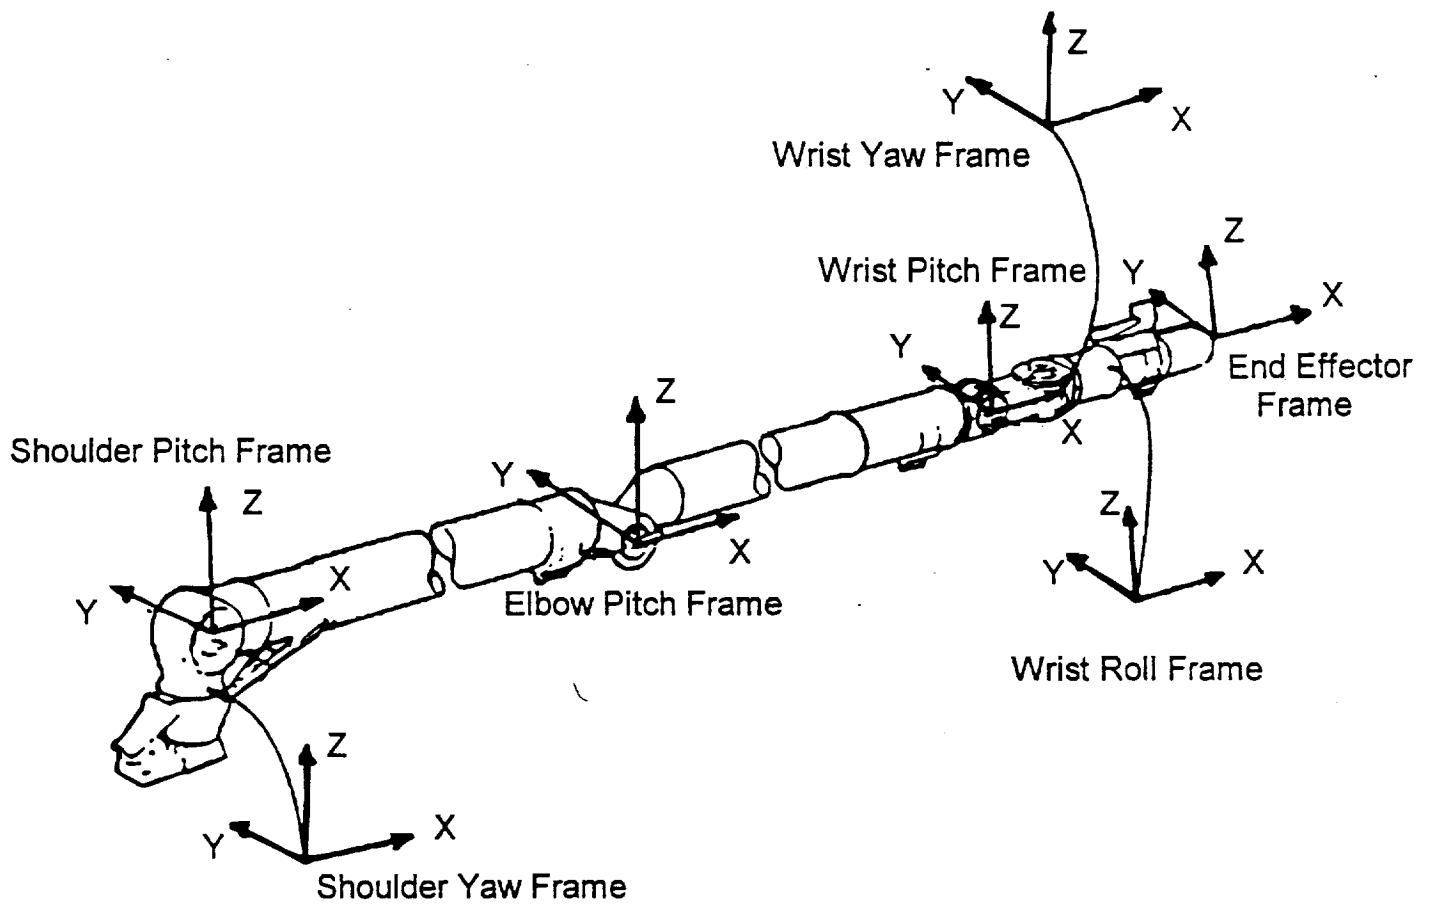 Z
Y
X
Wrist Yaw Frame
Z
Wrist Pitch Frame
Y
X
Z
Y
End Effector
Frame
X
Z
Shoulder Pitch Frame
Y
Z
X
X
Y
Elbow Pitch Frame
Z
Y
X
Wrist Roll Frame
Z
Y
X
Shoulder Yaw Frame